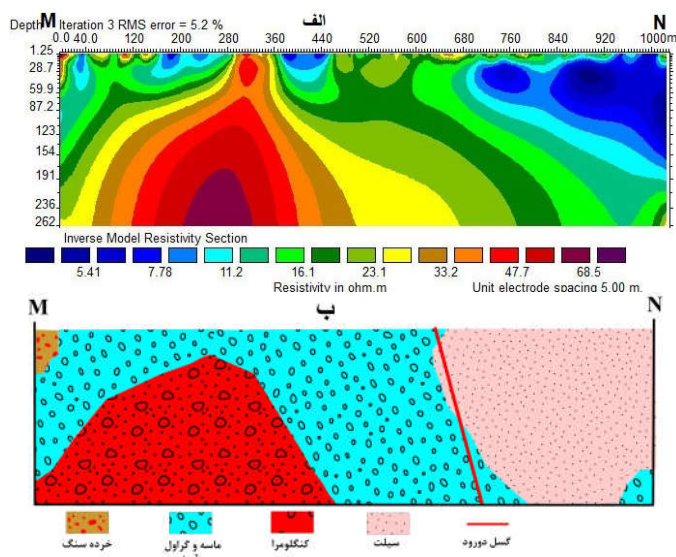 M الف N
Depth Iteration 3 RMS error = 5.2 %
0.0 40.0 120 200 280 360 440 520 600 680 760 840 920 1000m
1.25
28.7
59.9
87.2
123
154
191
236
262
Inverse Model Resistivity Section
5.41 7.78 11.2 16.1 23.1 33.2 47.7 68.5
Resistivity in ohm.m Unit electrode spacing 5.00 m.
M ب N
خرده سنگ ماسه و گراول کنگلومرا سیلت گسل دورود